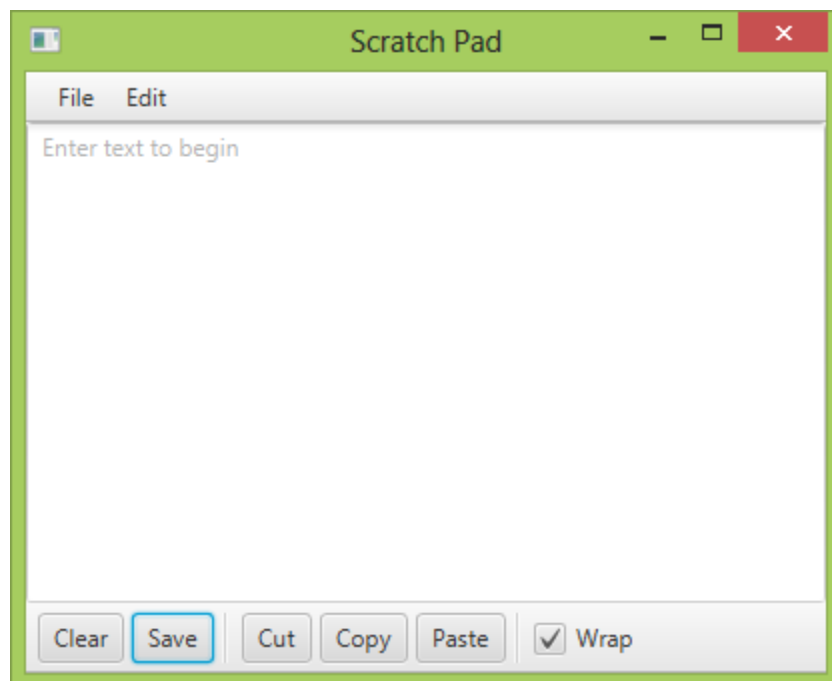 Scratch Pad
File Edit
Enter text to begin
Clear Save Cut Copy Paste Wrap